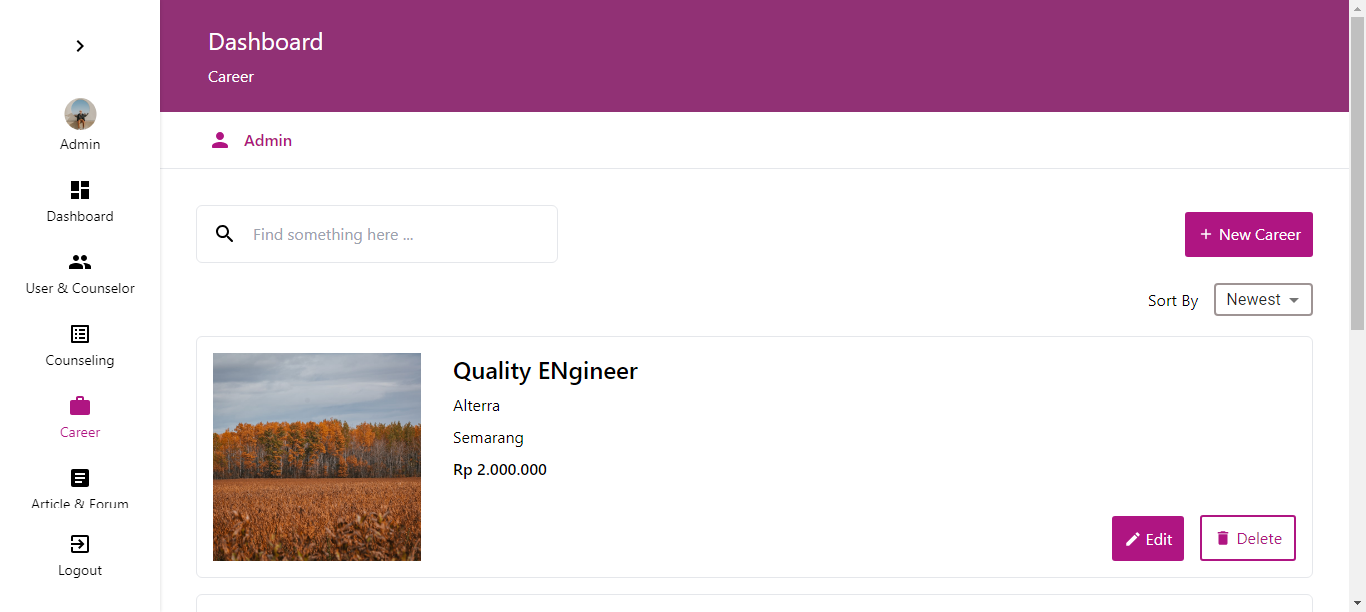 Dashboard
Career
Admin
Admin
Dashboard
User & Counselor
Counseling
Career
Article & Forum
Logout
Find something here ...
+ New Career
Sort By Newest
Quality ENgineer
Alterra
Semarang
Rp 2.000.000
Edit
Delete